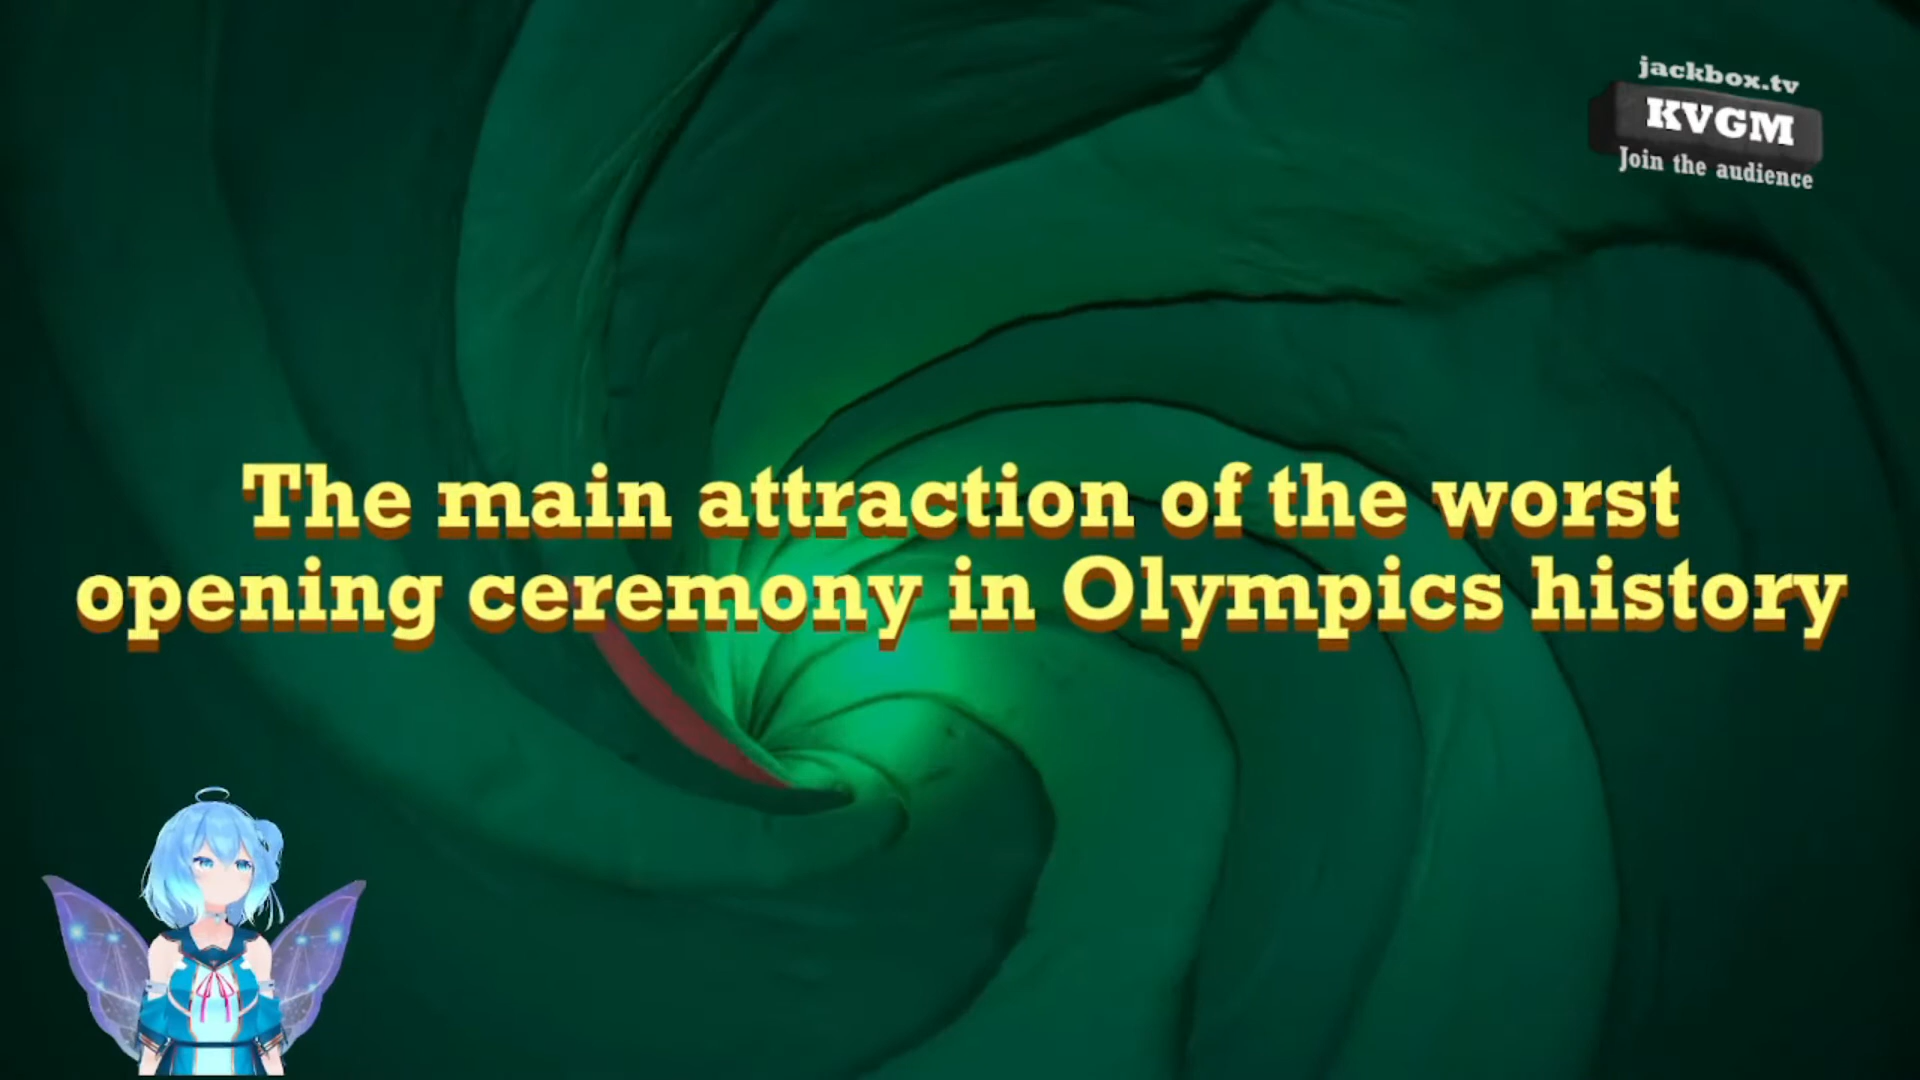 jackbox.tv
KVGM
Join the audience
The main attraction of the worst
opening ceremony in Olympics history